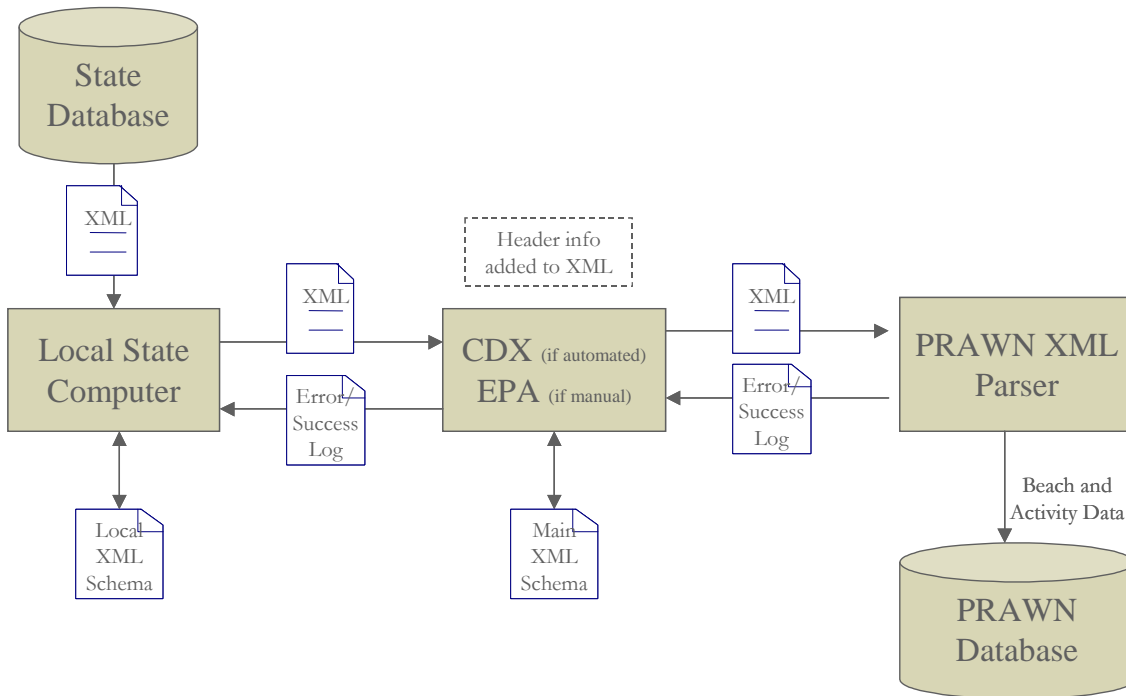 State
Database
XML
Header info
added to XML
XML
XML
Local State
Computer
CDX (if automated)
EPA (if manual)
PRAWN XML
Parser
Error/
Success
Log
Error/
Success
Log
Beach and
Activity Data
Local
XML
Schema
Main
XML
Schema
PRAWN
Database